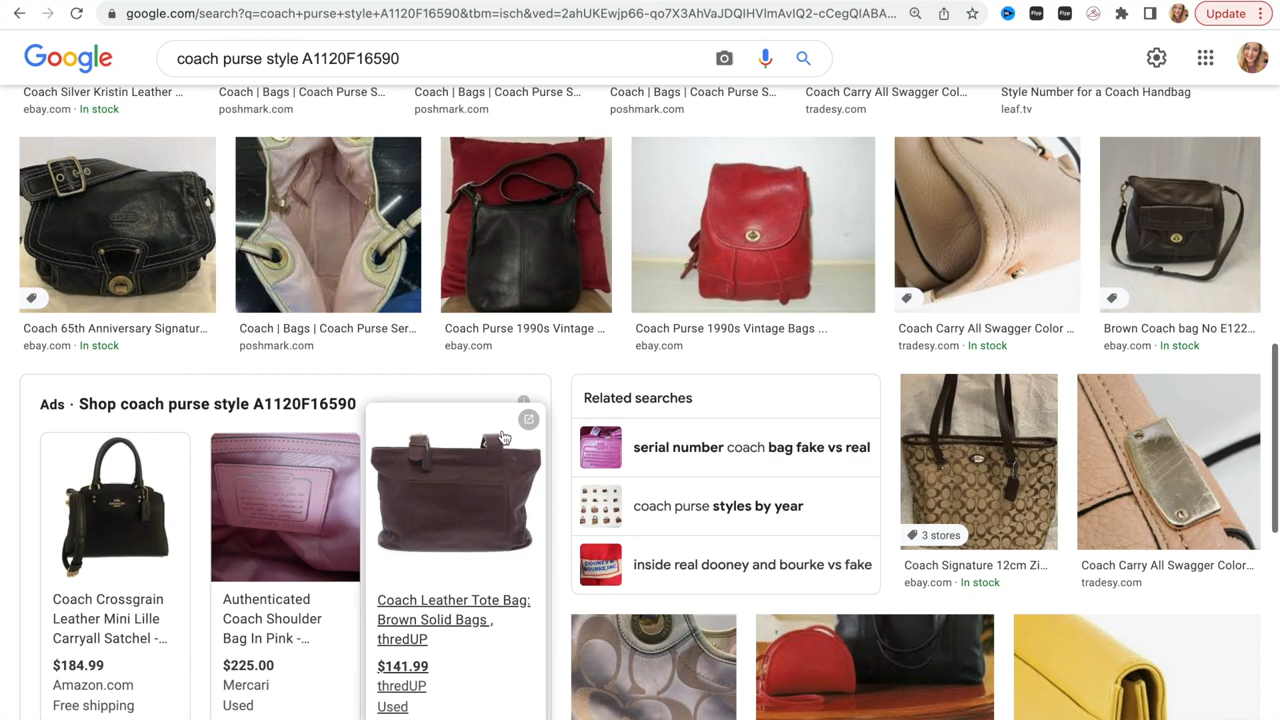 google.com/search?q=coach+purse+style+A1120F16590&tbm=isch&ved=2ahUKEwjp66-qo7X3AhVaJDQIHVlmAvIQ2-cCegQIABA...
Flyp
Flyp
Update
Google
coach purse style A1120F16590
Coach Silver Kristin Leather ...
ebay.com · In stock
Coach | Bags | Coach Purse S...
poshmark.com
Coach | Bags | Coach Purse S...
poshmark.com
Coach | Bags | Coach Purse S...
poshmark.com
Coach Carry All Swagger Col...
tradesy.com
Style Number for a Coach Handbag
leaf.tv
Coach 65th Anniversary Signatur...
ebay.com · In stock
Coach | Bags | Coach Purse Ser...
poshmark.com
Coach Purse 1990s Vintage ...
ebay.com
Coach Purse 1990s Vintage Bags ...
ebay.com
Coach Carry All Swagger Color ...
tradesy.com · In stock
Brown Coach bag No E122...
ebay.com · In stock
Ads · Shop coach purse style A1120F16590
Coach Crossgrain
Leather Mini Lille
Carryall Satchel -...
$184.99
Amazon.com
Free shipping
Authenticated
Coach Shoulder
Bag In Pink -...
$225.00
Mercari
Used
Coach Leather Tote Bag:
Brown Solid Bags ,
thredUP
$141.99
thredUP
Used
Related searches
serial number coach bag fake vs real
coach purse styles by year
inside real dooney and bourke vs fake
3 stores
Coach Signature 12cm Zi...
ebay.com · In stock
Coach Carry All Swagger Color...
tradesy.com